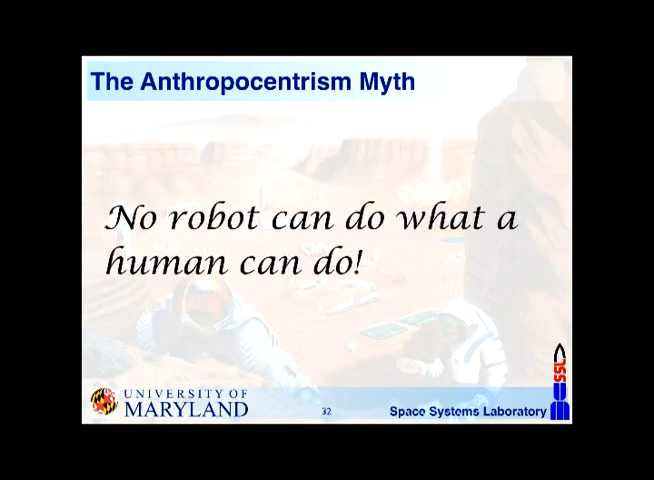 The Anthropocentrism Myth
No robot can do what a
human can do!
UNIVERSITY OF
MARYLAND
32
Space Systems Laboratory
SSL